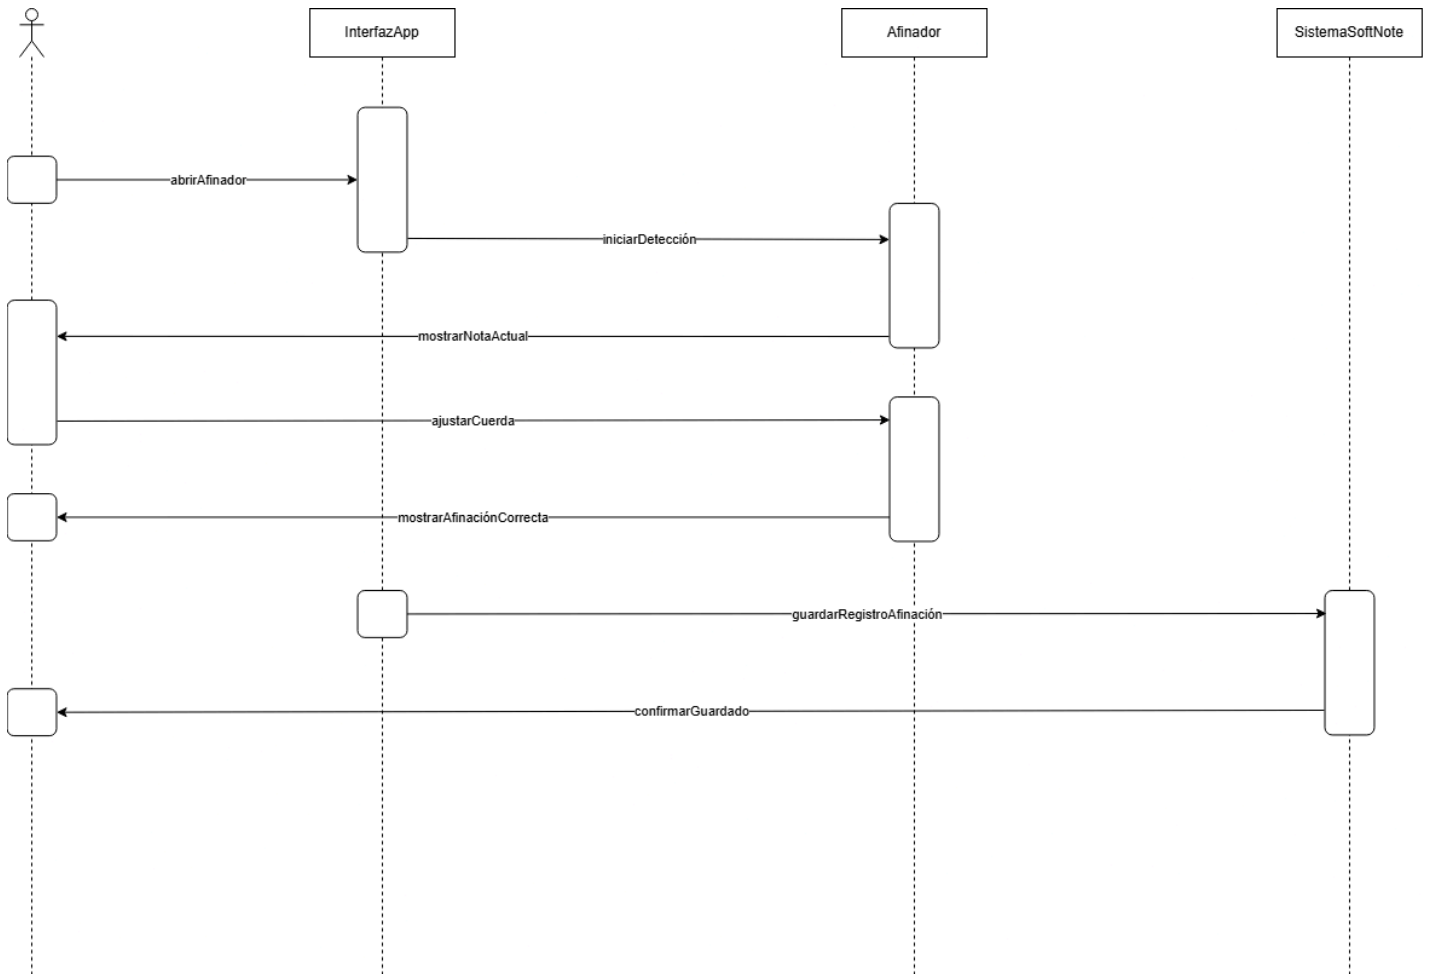 InterfazApp
Afinador
SistemaSoftNote
abrirAfinador
iniciarDetección
mostrarNotaActual
ajustarCuerda
mostrarAfinaciónCorrecta
guardarRegistroAfinación
confirmarGuardado